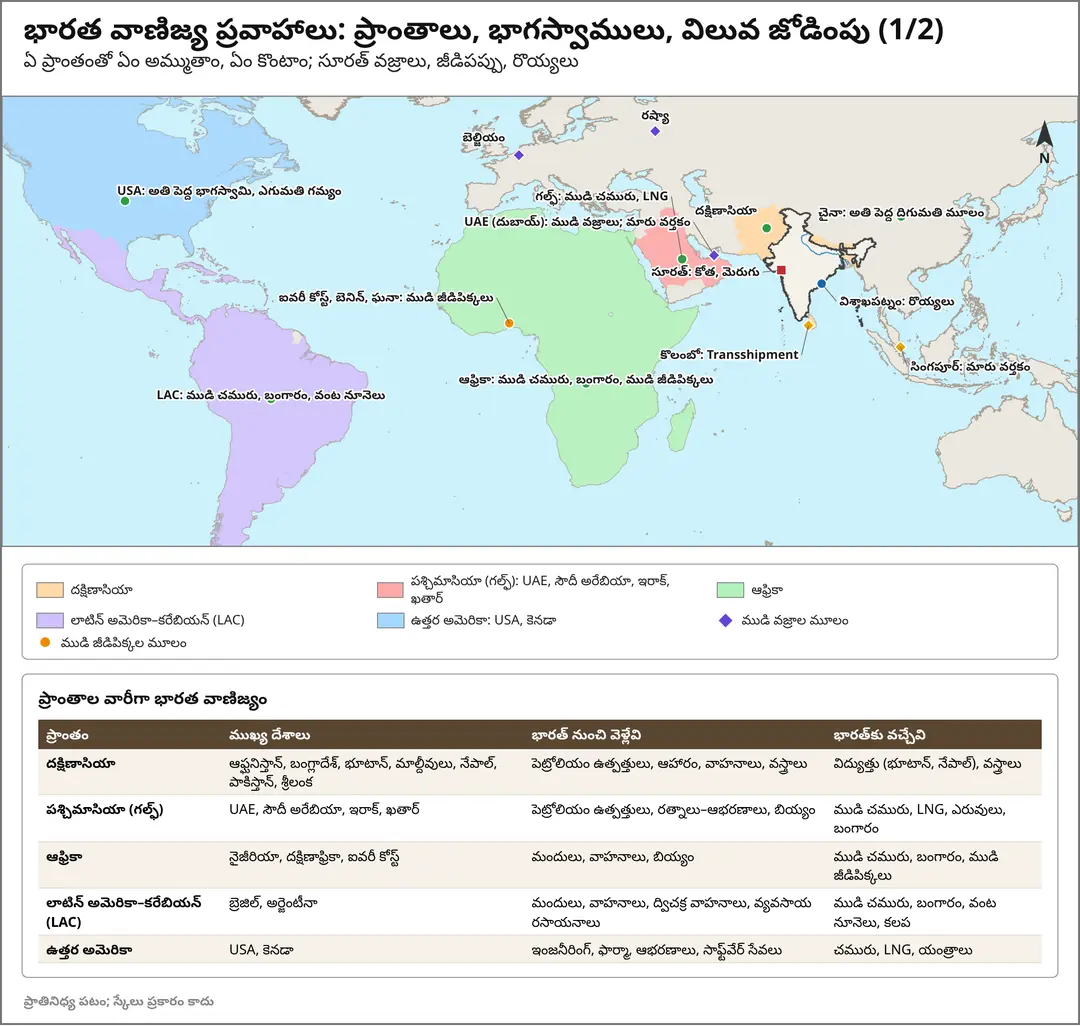 భారత వాణిజ్య ప్రవాహాలు: ప్రాంతాలు, భాగస్వాములు, విలువ జోడింపు (1/2)
ఏ ప్రాంతంతో ఏం అమ్ముతాం, ఏం కొంటాం; సూరత్ వజ్రాలు, జీడిపప్పు, రొయ్యలు
రష్యా
బెల్జియం
N
USA: అతి పెద్ద భాగస్వామి, ఎగుమతి గమ్యం
గల్ఫ్: ముడి చమురు, LNG
దక్షిణాసియా
చైనా: అతి పెద్ద దిగుమతి మూలం
UAE (దుబాయ్): ముడి వజ్రాలు; మారు వర్తకం
సూరత్: కోత, మెరుగు
ఐవరీ కోస్ట్, బెనిన్, ఘనా: ముడి జీడిపిక్కలు
విశాఖపట్నం: రొయ్యలు
కొలంబో: Transshipment
సింగపూర్: మారు వర్తకం
ఆఫ్రికా: ముడి చమురు, బంగారం, ముడి జీడిపిక్కలు
LAC: ముడి చమురు, బంగారం, వంట నూనెలు
దక్షిణాసియా
పశ్చిమాసియా (గల్ఫ్): UAE, సౌదీ అరేబియా, ఇరాక్,
ఖతార్
ఆఫ్రికా
లాటిన్ అమెరికా–కరేబియన్ (LAC)
ఉత్తర అమెరికా: USA, కెనడా
ముడి వజ్రాల మూలం
ముడి జీడిపిక్కల మూలం
ప్రాంతాల వారీగా భారత వాణిజ్యం
ప్రాంతం ముఖ్య దేశాలు భారత్ నుంచి వెళ్లేవి భారత్‌కు వచ్చేవి
దక్షిణాసియా ఆఫ్ఘనిస్తాన్, బంగ్లాదేశ్, భూటాన్, మాల్దీవులు, నేపాల్, పెట్రోలియం ఉత్పత్తులు, ఆహారం, వాహనాలు, వస్త్రాలు విద్యుత్తు (భూటాన్, నేపాల్), వస్త్రాలు
పాకిస్తాన్, శ్రీలంక
పశ్చిమాసియా (గల్ఫ్) UAE, సౌదీ అరేబియా, ఇరాక్, ఖతార్ పెట్రోలియం ఉత్పత్తులు, రత్నాలు–ఆభరణాలు, బియ్యం ముడి చమురు, LNG, ఎరువులు,
బంగారం
ఆఫ్రికా నైజీరియా, దక్షిణాఫ్రికా, ఐవరీ కోస్ట్ మందులు, వాహనాలు, బియ్యం ముడి చమురు, బంగారం, ముడి
జీడిపిక్కలు
లాటిన్ అమెరికా–కరేబియన్ బ్రెజిల్, అర్జెంటీనా మందులు, వాహనాలు, ద్విచక్ర వాహనాలు, వ్యవసాయ ముడి చమురు, బంగారం, వంట
(LAC) రసాయనాలు నూనెలు, కలప
ఉత్తర అమెరికా USA, కెనడా ఇంజనీరింగ్, ఫార్మా, ఆభరణాలు, సాఫ్ట్‌వేర్ సేవలు చమురు, LNG, యంత్రాలు
ప్రాతినిధ్య పటం; స్కేలు ప్రకారం కాదు